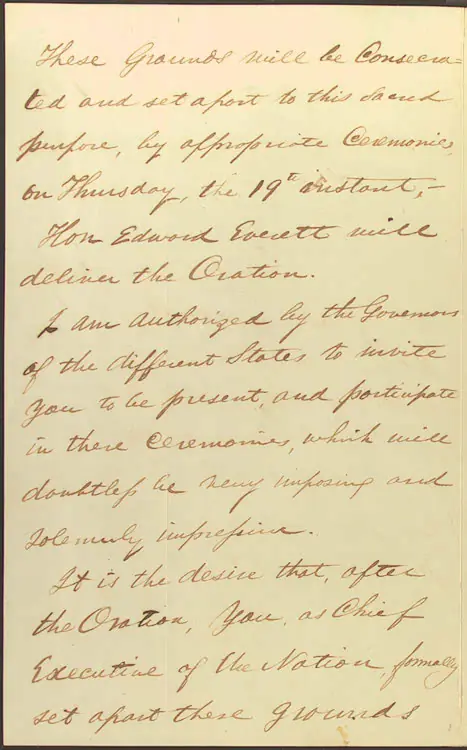 These Grounds will be Consecra=
ted and set apart to this Sacred
purpose, by appropriate Ceremonies,
on Thursday, the 19th instant,–
Hon Edward Everett will
deliver the Oration.
I am authorized by the Governors
of the different States to invite
You to be present, and participate
in these Ceremonies, which will
doubtless be very imposing and
solemnly impressive.
It is the desire that, after
the Oration, You, as Chief
Executive of the Nation, formally
set apart these grounds